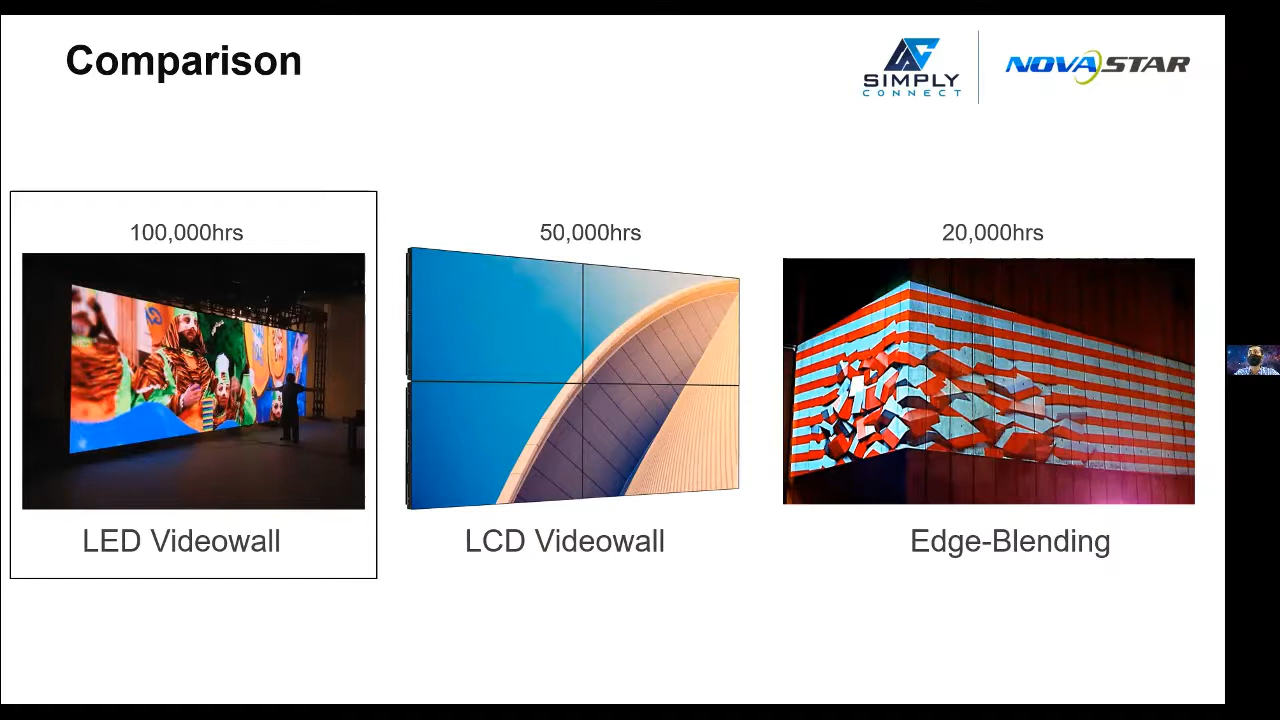 Comparison
SIMPLY
CONNECT
NOVASTAR
100,000hrs
50,000hrs
20,000hrs
LED Videowall
LCD Videowall
Edge-Blending